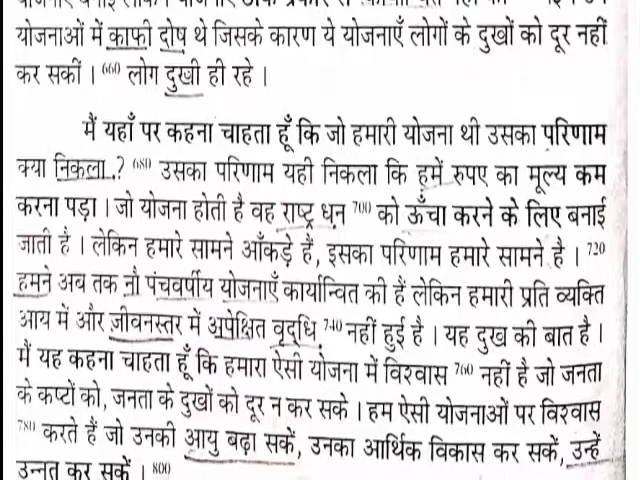 योजनाओं में काफी दोष थे जिसके कारण ये योजनाएँ लोगों के दुखों को दूर नहीं
कर सकीं । 660 लोग दुखी ही रहे ।
मैं यहाँ पर कहना चाहता हूँ कि जो हमारी योजना थी उसका परिणाम
क्या निकला ? 680 उसका परिणाम यही निकला कि हमें रुपए का मूल्य कम
करना पड़ा । जो योजना होती है वह राष्ट्र धन 700 को ऊँचा करने के लिए बनाई
जाती है । लेकिन हमारे सामने आँकड़े हैं, इसका परिणाम हमारे सामने है । 720
हमने अब तक नौ पंचवर्षीय योजनाएँ कार्यान्वित की हैं लेकिन हमारी प्रति व्यक्ति
आय में और जीवनस्तर में अपेक्षित वृद्धि 740 नहीं हुई है । यह दुख की बात है ।
मैं यह कहना चाहता हूँ कि हमारा ऐसी योजना में विश्वास 760 नहीं है जो जनता
के कष्टों को, जनता के दुखों को दूर न कर सके । हम ऐसी योजनाओं पर विश्वास
780 करते हैं जो उनकी आयु बढ़ा सकें, उनका आर्थिक विकास कर सकें, उन्हें
उन्नत कर सकें । 800